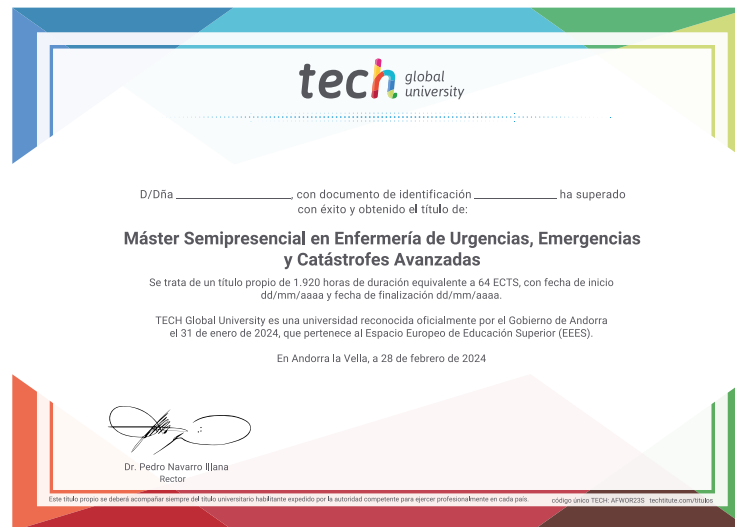 tech global
university
D/Dña ______________, con documento de identificación __________ ha superado
con éxito y obtenido el título de:
Máster Semipresencial en Enfermería de Urgencias, Emergencias
y Catástrofes Avanzadas
Se trata de un título propio de 1.920 horas de duración equivalente a 64 ECTS, con fecha de inicio
dd/mm/aaaa y fecha de finalización dd/mm/aaaa.
TECH Global University es una universidad reconocida oficialmente por el Gobierno de Andorra
el 31 de enero de 2024, que pertenece al Espacio Europeo de Educación Superior (EEES).
En Andorra la Vella, a 28 de febrero de 2024
Dr. Pedro Navarro Illana
Rector
Este título propio se deberá acompañar siempre del título universitario habilitante expedido por la autoridad competente para ejercer profesionalmente en cada país. código único TECH: AFWOR23S techtitute.com/titulos